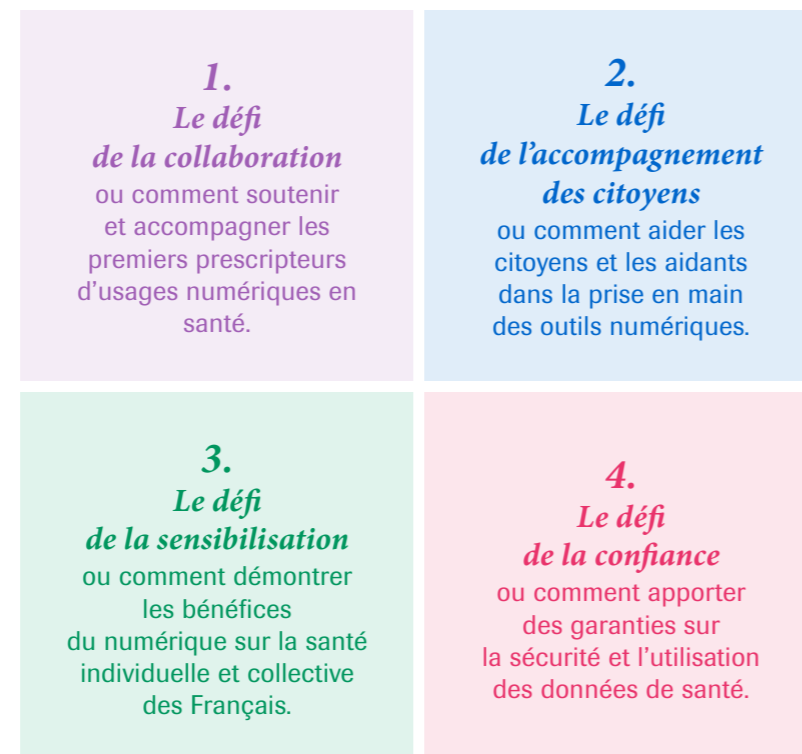 1.
Le défi
de la collaboration
ou comment soutenir
et accompagner les
premiers prescripteurs
d’usages numériques en
santé.
2.
Le défi
de l’accompagnement
des citoyens
ou comment aider les
citoyens et les aidants
dans la prise en main
des outils numériques.
3.
Le défi
de la sensibilisation
ou comment démontrer
les bénéfices
du numérique sur la santé
individuelle et collective
des Français.
4.
Le défi
de la confiance
ou comment apporter
des garanties sur
la sécurité et l’utilisation
des données de santé.